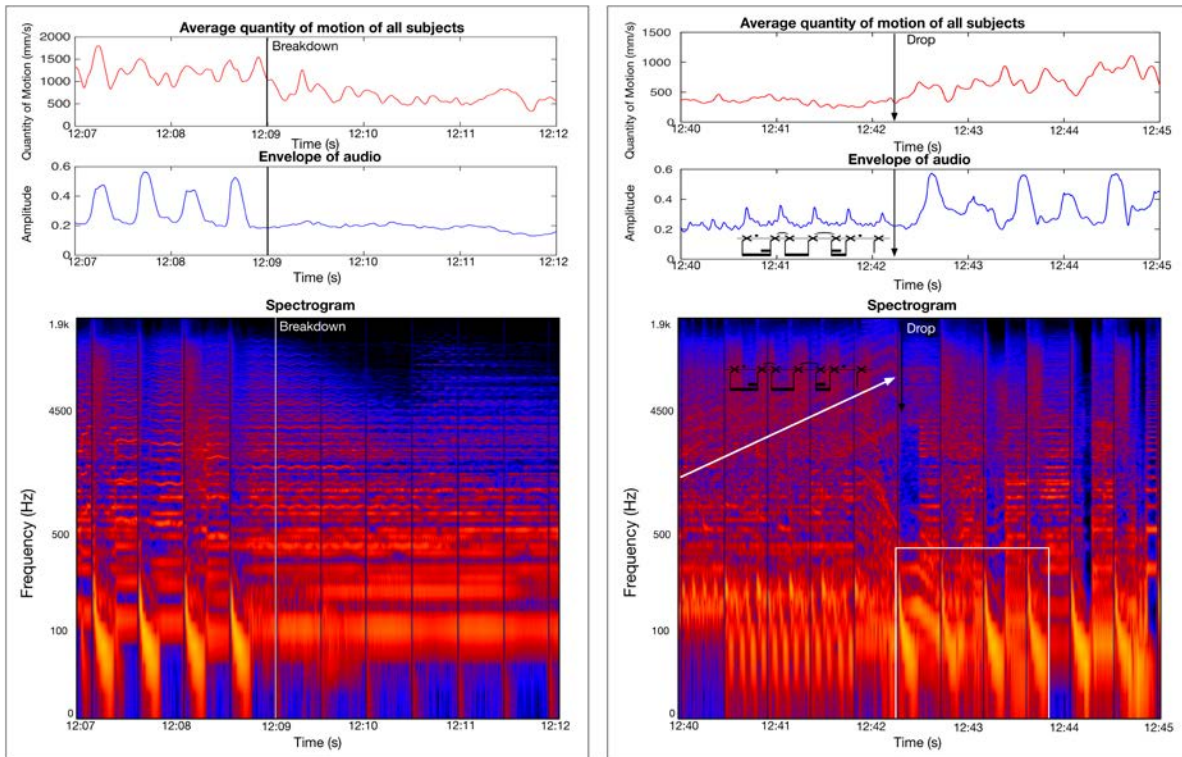 Average quantity of motion of all subjects
Quantity of Motion (mm/s)
2000
1500
1000
500
0
Breakdown
12:07 12:08 12:09 12:10 12:11 12:12
Time (s)
Envelope of audio
Amplitude
0.6
0.4
0.2
0
12:07 12:08 12:09 12:10 12:11 12:12
Time (s)
Spectrogram
Breakdown
Frequency (Hz)
1.9k
4500
500
100
0
12:07 12:08 12:09 12:10 12:11 12:12
Time (s)
Average quantity of motion of all subjects
Quantity of Motion (mm/s)
1500
1000
500
0
Drop
12:40 12:41 12:42 12:43 12:44 12:45
Time (s)
Envelope of audio
Amplitude
0.6
0.4
0.2
0
12:40 12:41 12:42 12:43 12:44 12:45
Time (s)
Spectrogram
Drop
Frequency (Hz)
1.9k
4500
500
100
0
12:40 12:41 12:42 12:43 12:44 12:45
Time (s)